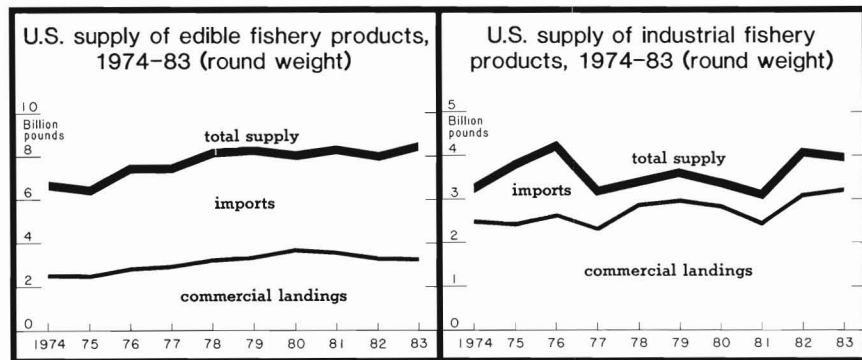 U.S. supply of edible fishery products,
1974-83 (round weight)
10
Billion
pounds
8
6
4
2
0
total supply
imports
commercial landings
1974 75 76 77 78 79 80 81 82 83
U.S. supply of industrial fishery
products, 1974-83 (round weight)
5
Billion
pounds
4
3
2
1
0
total supply
imports
commercial landings
1974 75 76 77 78 79 80 81 82 83